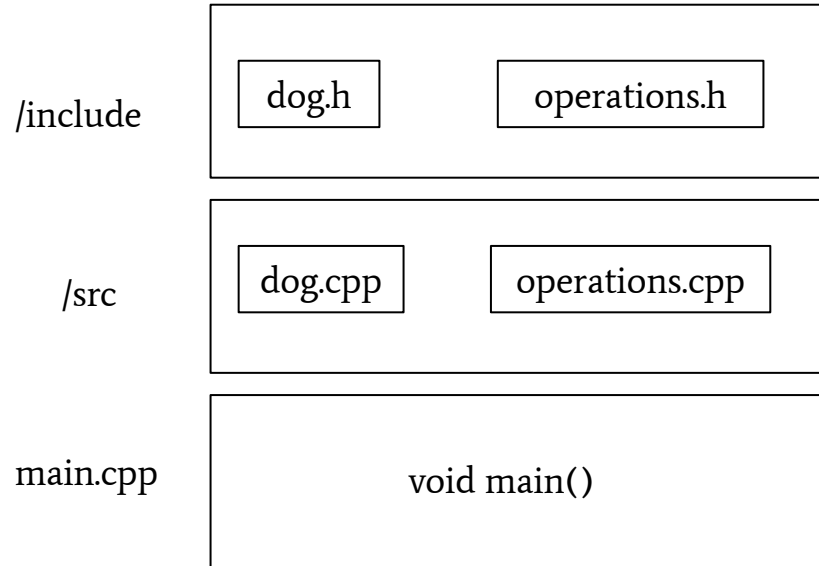 /include
dog.h
operations.h
/src
dog.cpp
operations.cpp
main.cpp
void main()